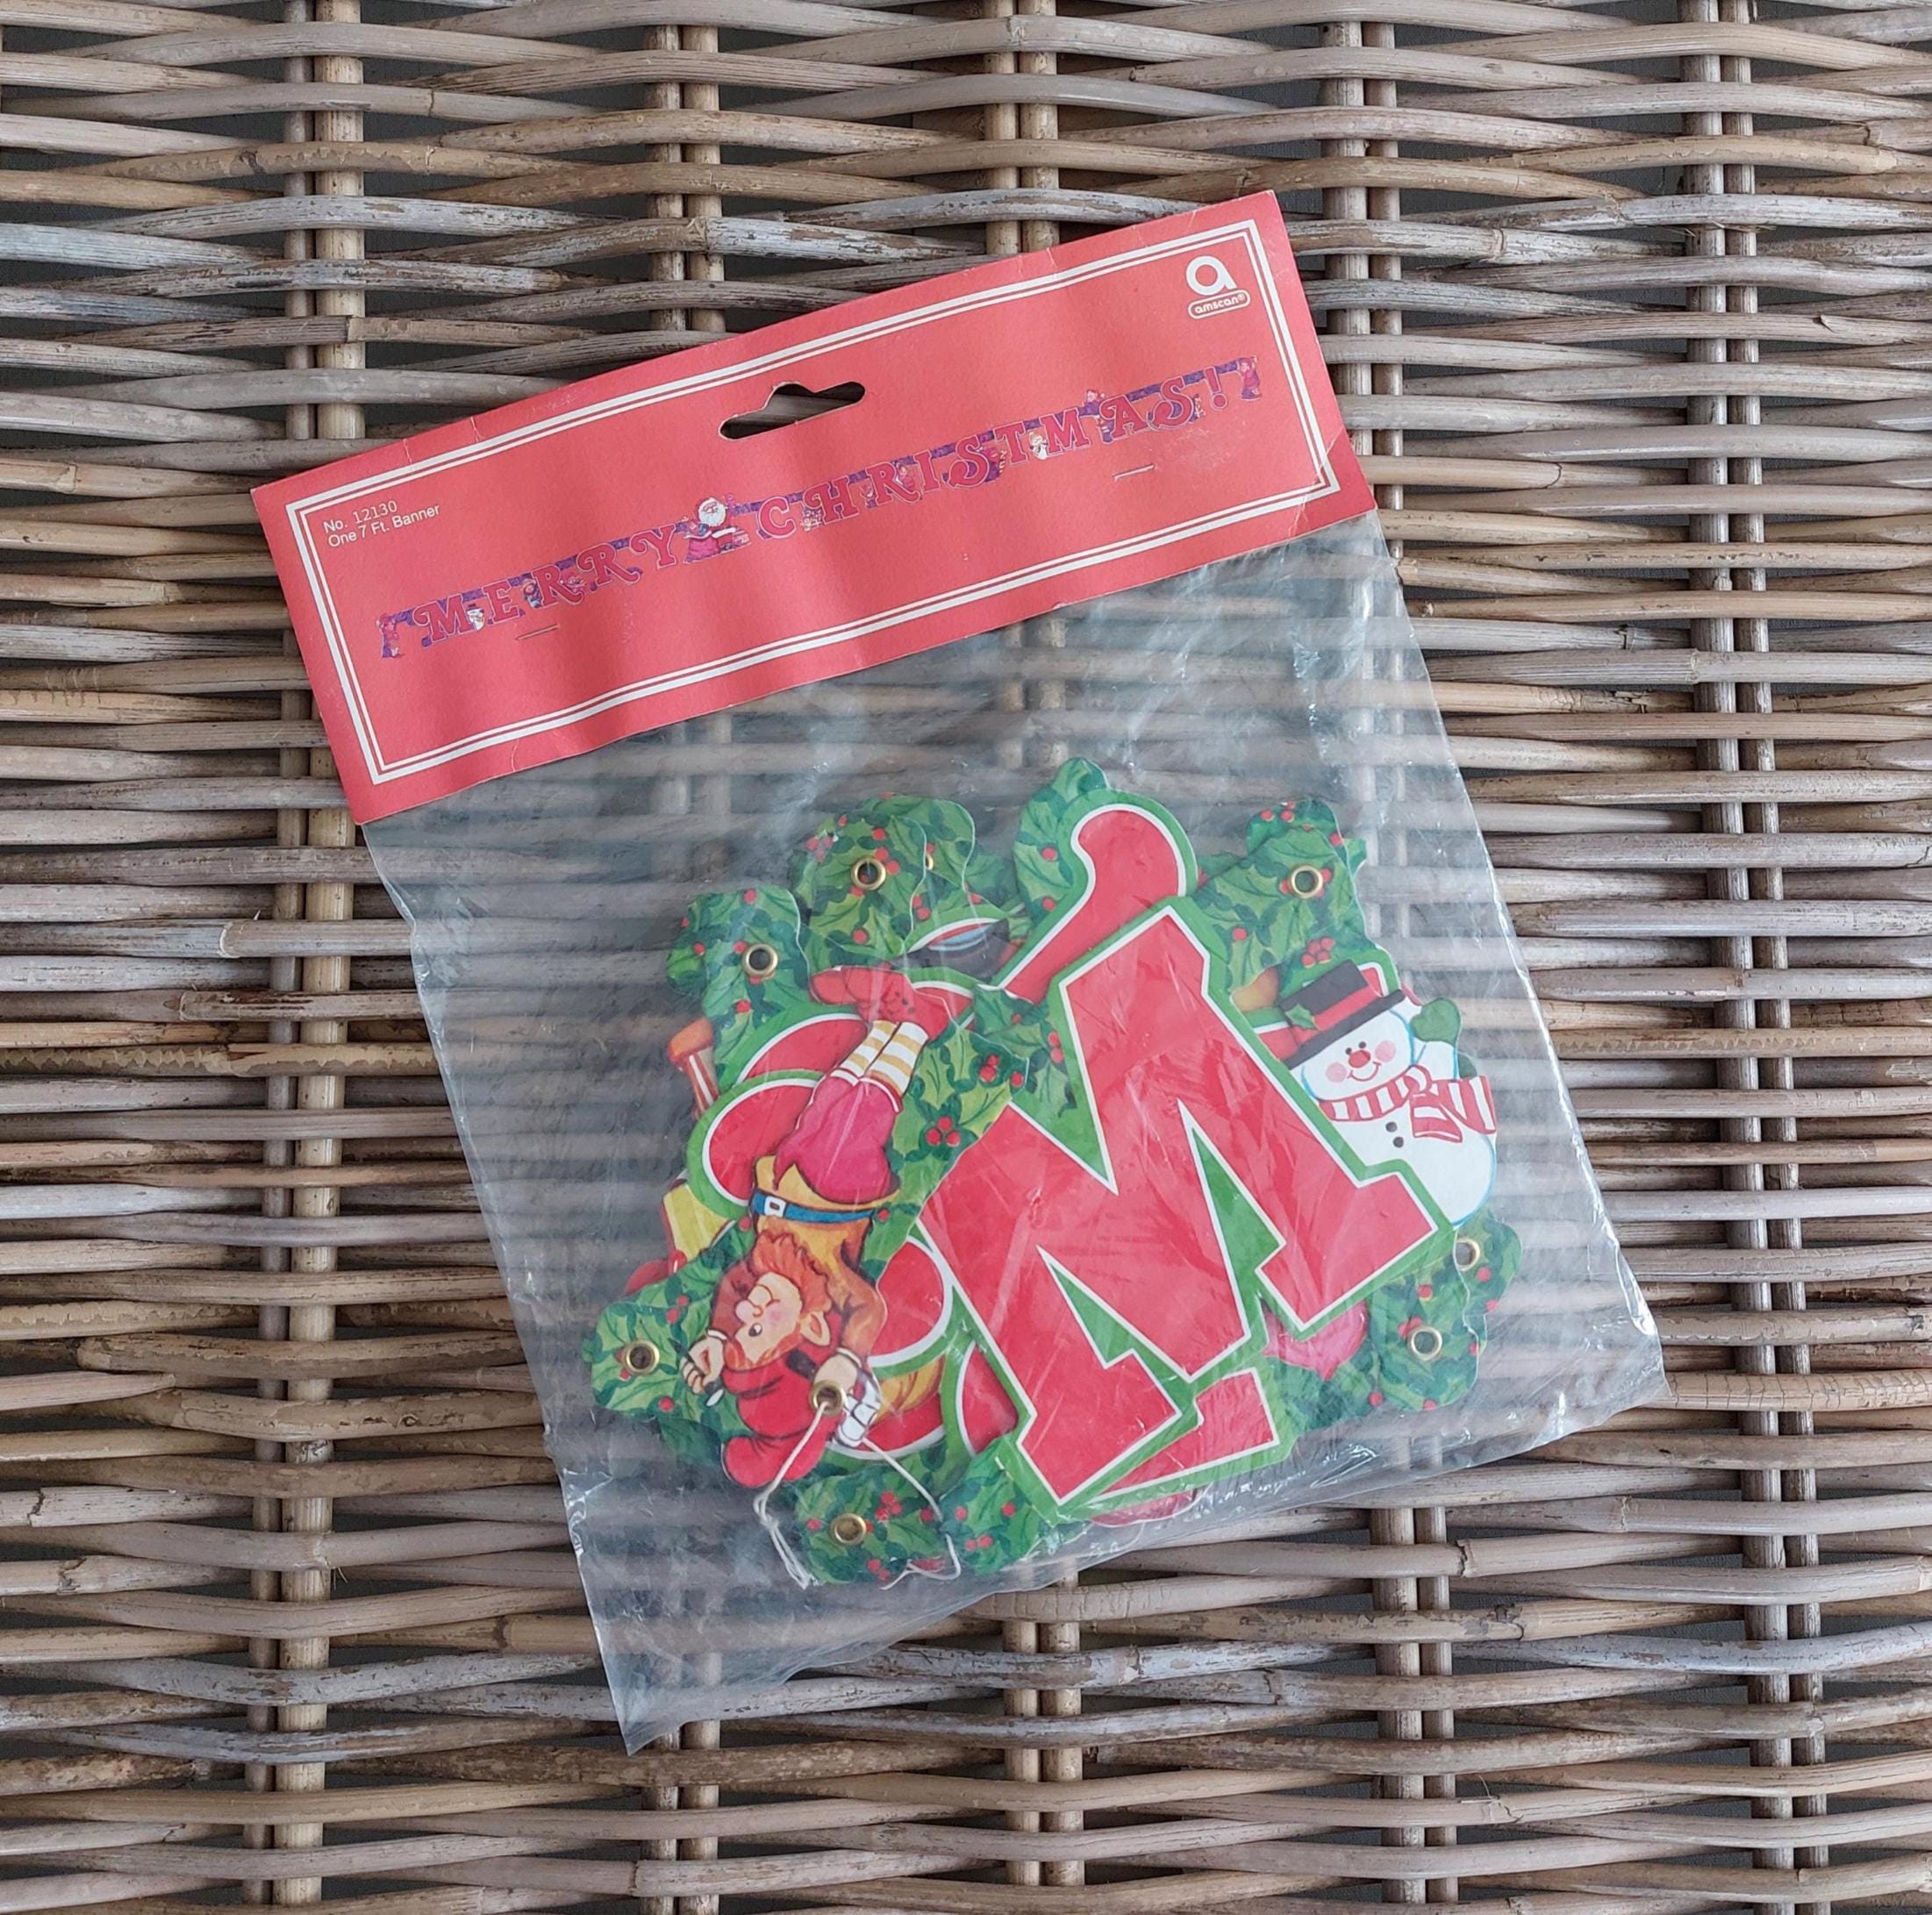 a
amscan®
No. 12130
One 7 Ft. Banner
MERRY CHRISTMAS!
M